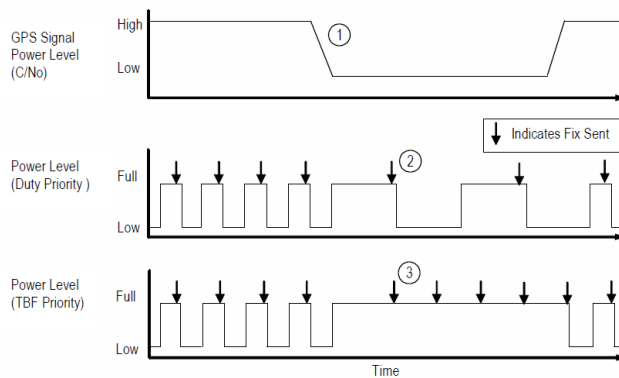 GPS Signal
Power Level
(C/No)
High
Low
1
Indicates Fix Sent
Power Level
(Duty Priority )
Full
Low
2
Power Level
(TBF Priority)
Full
Low
3
Time